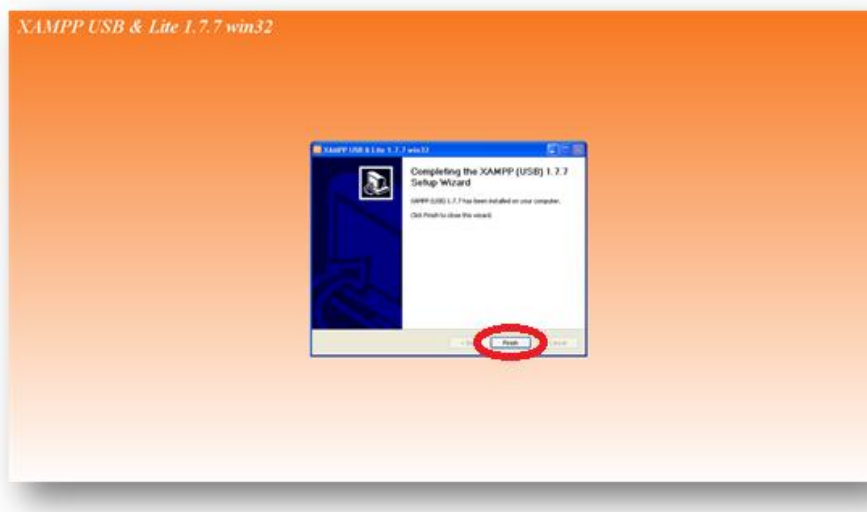 XAMPP USB & Lite 1.7.7 win32
XAMPP USB & Lite 1.7.7 win32
Completing the XAMPP (USB) 1.7.7
Setup Wizard
XAMPP (USB) 1.7.7 has been installed on your computer.
Click Finish to close this wizard.
Finish
Cancel